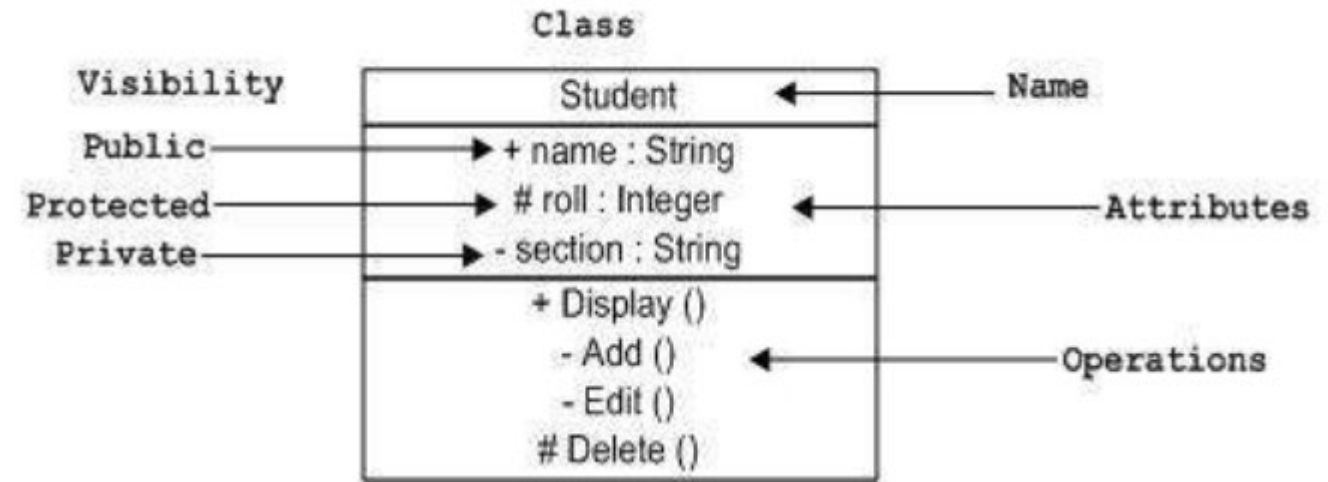 Class
Visibility
Student
Name
Public
+ name : String
Protected
# roll : Integer
Attributes
Private
- section : String
+ Display ()
- Add ()
Operations
- Edit ()
# Delete ()